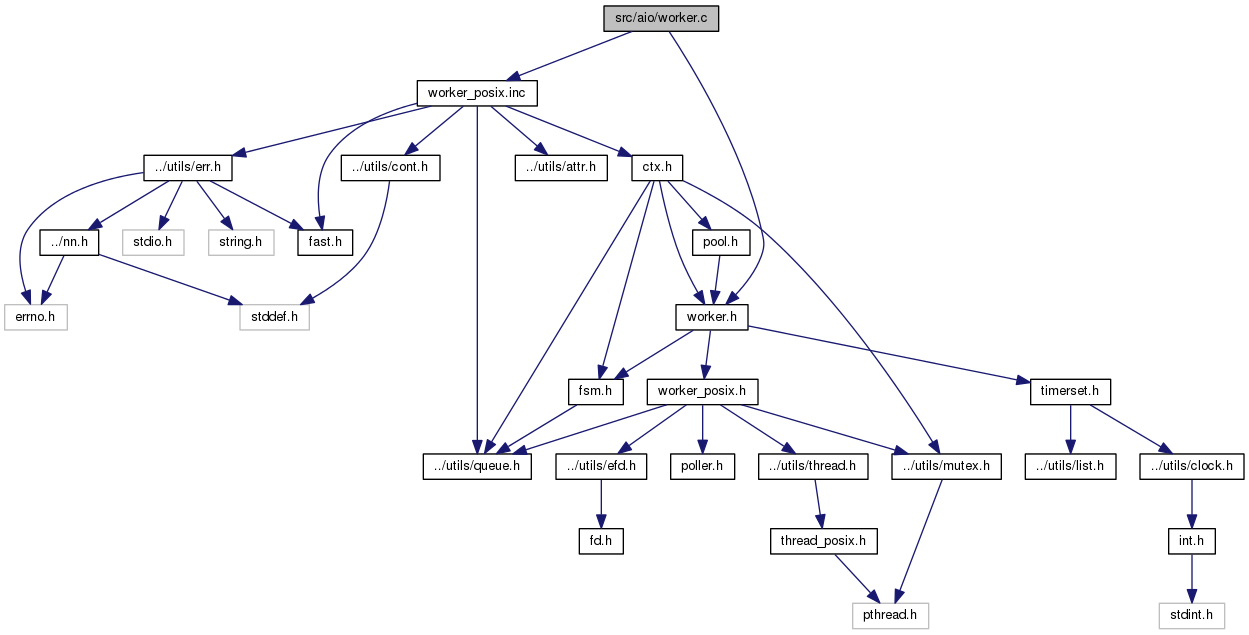 src/aio/worker.c
worker_posix.inc
../utils/err.h
../utils/cont.h
../utils/attr.h
ctx.h
../nn.h
stdio.h
string.h
fast.h
pool.h
errno.h
stddef.h
worker.h
fsm.h
worker_posix.h
timerset.h
../utils/queue.h
../utils/efd.h
poller.h
../utils/thread.h
../utils/mutex.h
../utils/list.h
../utils/clock.h
fd.h
thread_posix.h
int.h
pthread.h
stdint.h